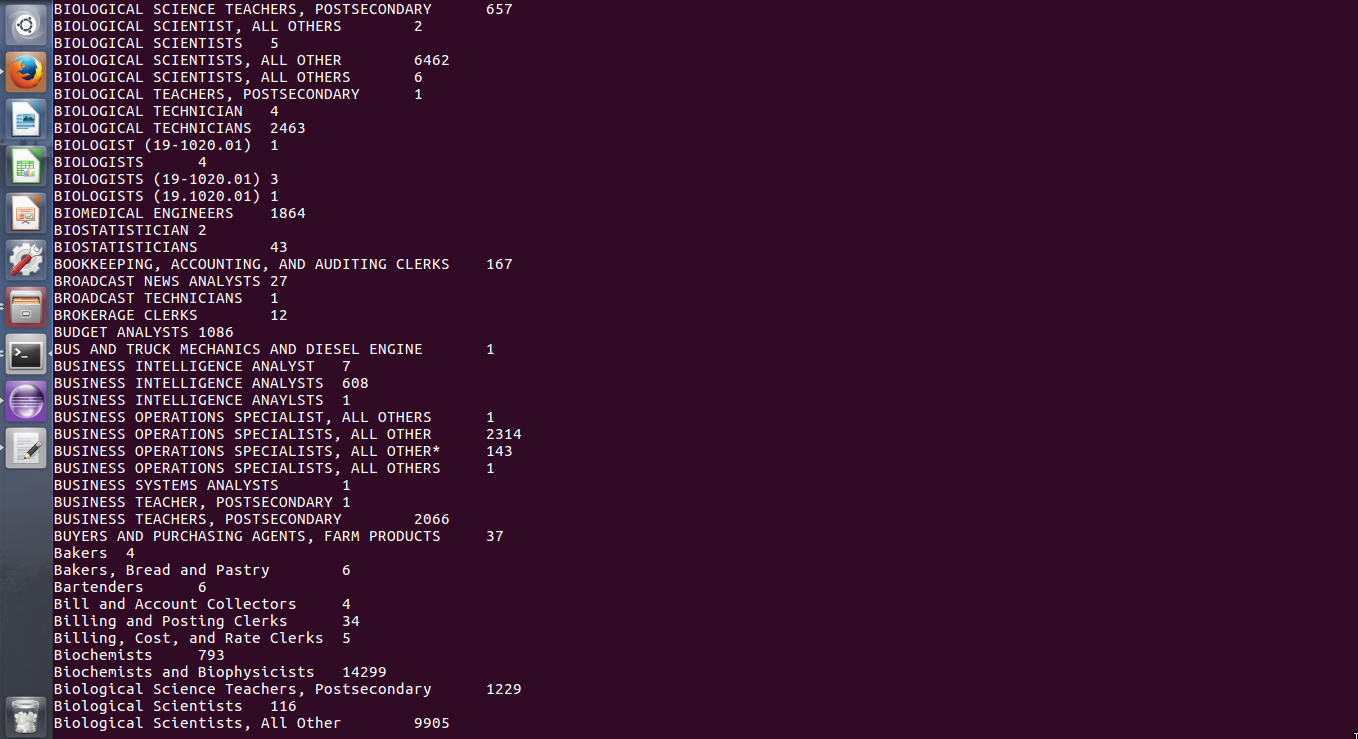 BIOLOGICAL SCIENCE TEACHERS, POSTSECONDARY	657
BIOLOGICAL SCIENTIST, ALL OTHERS	2
BIOLOGICAL SCIENTISTS	5
BIOLOGICAL SCIENTISTS, ALL OTHER	6462
BIOLOGICAL SCIENTISTS, ALL OTHERS	6
BIOLOGICAL TEACHERS, POSTSECONDARY	1
BIOLOGICAL TECHNICIAN	4
BIOLOGICAL TECHNICIANS	2463
BIOLOGIST (19-1020.01)	1
BIOLOGISTS	4
BIOLOGISTS (19-1020.01)	3
BIOLOGISTS (19.1020.01)	1
BIOMEDICAL ENGINEERS	1864
BIOSTATISTICIAN	2
BIOSTATISTICIANS	43
BOOKKEEPING, ACCOUNTING, AND AUDITING CLERKS	167
BROADCAST NEWS ANALYSTS	27
BROADCAST TECHNICIANS	1
BROKERAGE CLERKS	12
BUDGET ANALYSTS	1086
BUS AND TRUCK MECHANICS AND DIESEL ENGINE	1
BUSINESS INTELLIGENCE ANALYST	7
BUSINESS INTELLIGENCE ANALYSTS	608
BUSINESS INTELLIGENCE ANAYLSTS	1
BUSINESS OPERATIONS SPECIALIST, ALL OTHERS	1
BUSINESS OPERATIONS SPECIALISTS, ALL OTHER	2314
BUSINESS OPERATIONS SPECIALISTS, ALL OTHER*	143
BUSINESS OPERATIONS SPECIALISTS, ALL OTHERS	1
BUSINESS SYSTEMS ANALYSTS	1
BUSINESS TEACHER, POSTSECONDARY	1
BUSINESS TEACHERS, POSTSECONDARY	2066
BUYERS AND PURCHASING AGENTS, FARM PRODUCTS	37
Bakers	4
Bakers, Bread and Pastry	6
Bartenders	6
Bill and Account Collectors	4
Billing and Posting Clerks	34
Billing, Cost, and Rate Clerks	5
Biochemists	793
Biochemists and Biophysicists	14299
Biological Science Teachers, Postsecondary	1229
Biological Scientists	116
Biological Scientists, All Other	9905